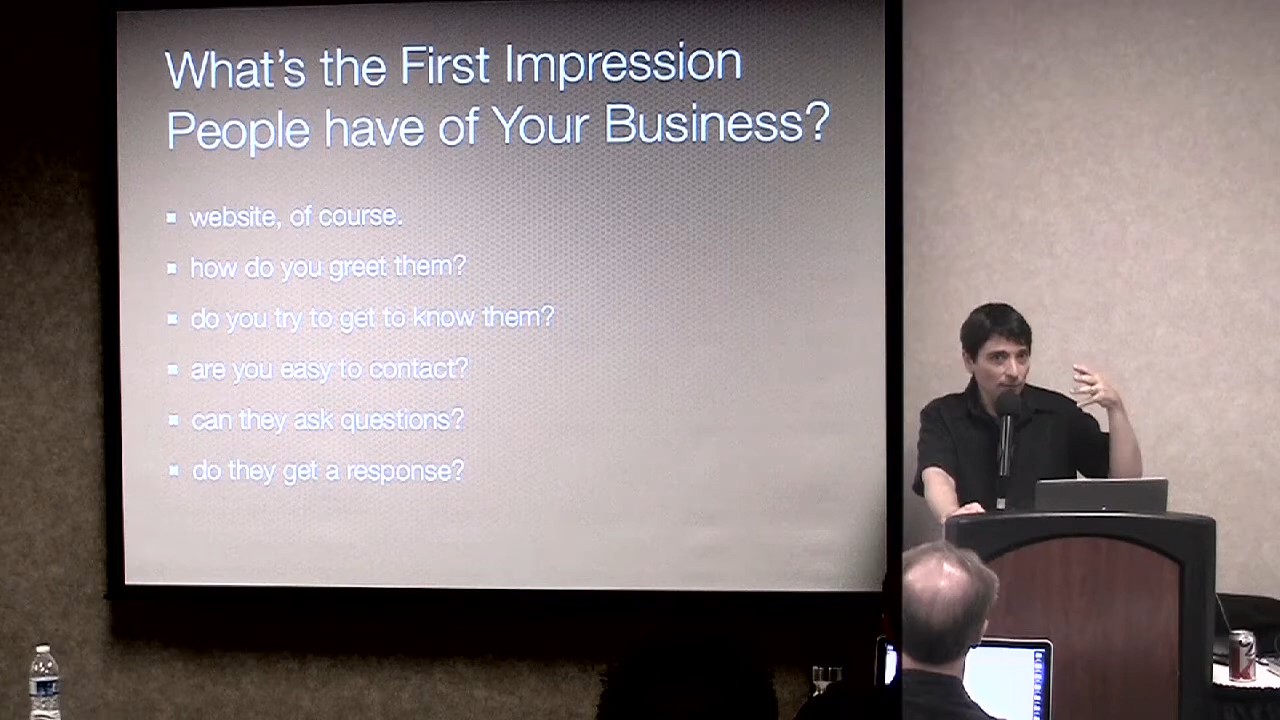 What's the First Impression
People have of Your Business?
▪ website, of course.
▪ how do you greet them?
▪ do you try to get to know them?
▪ are you easy to contact?
▪ can they ask questions?
▪ do they get a response?